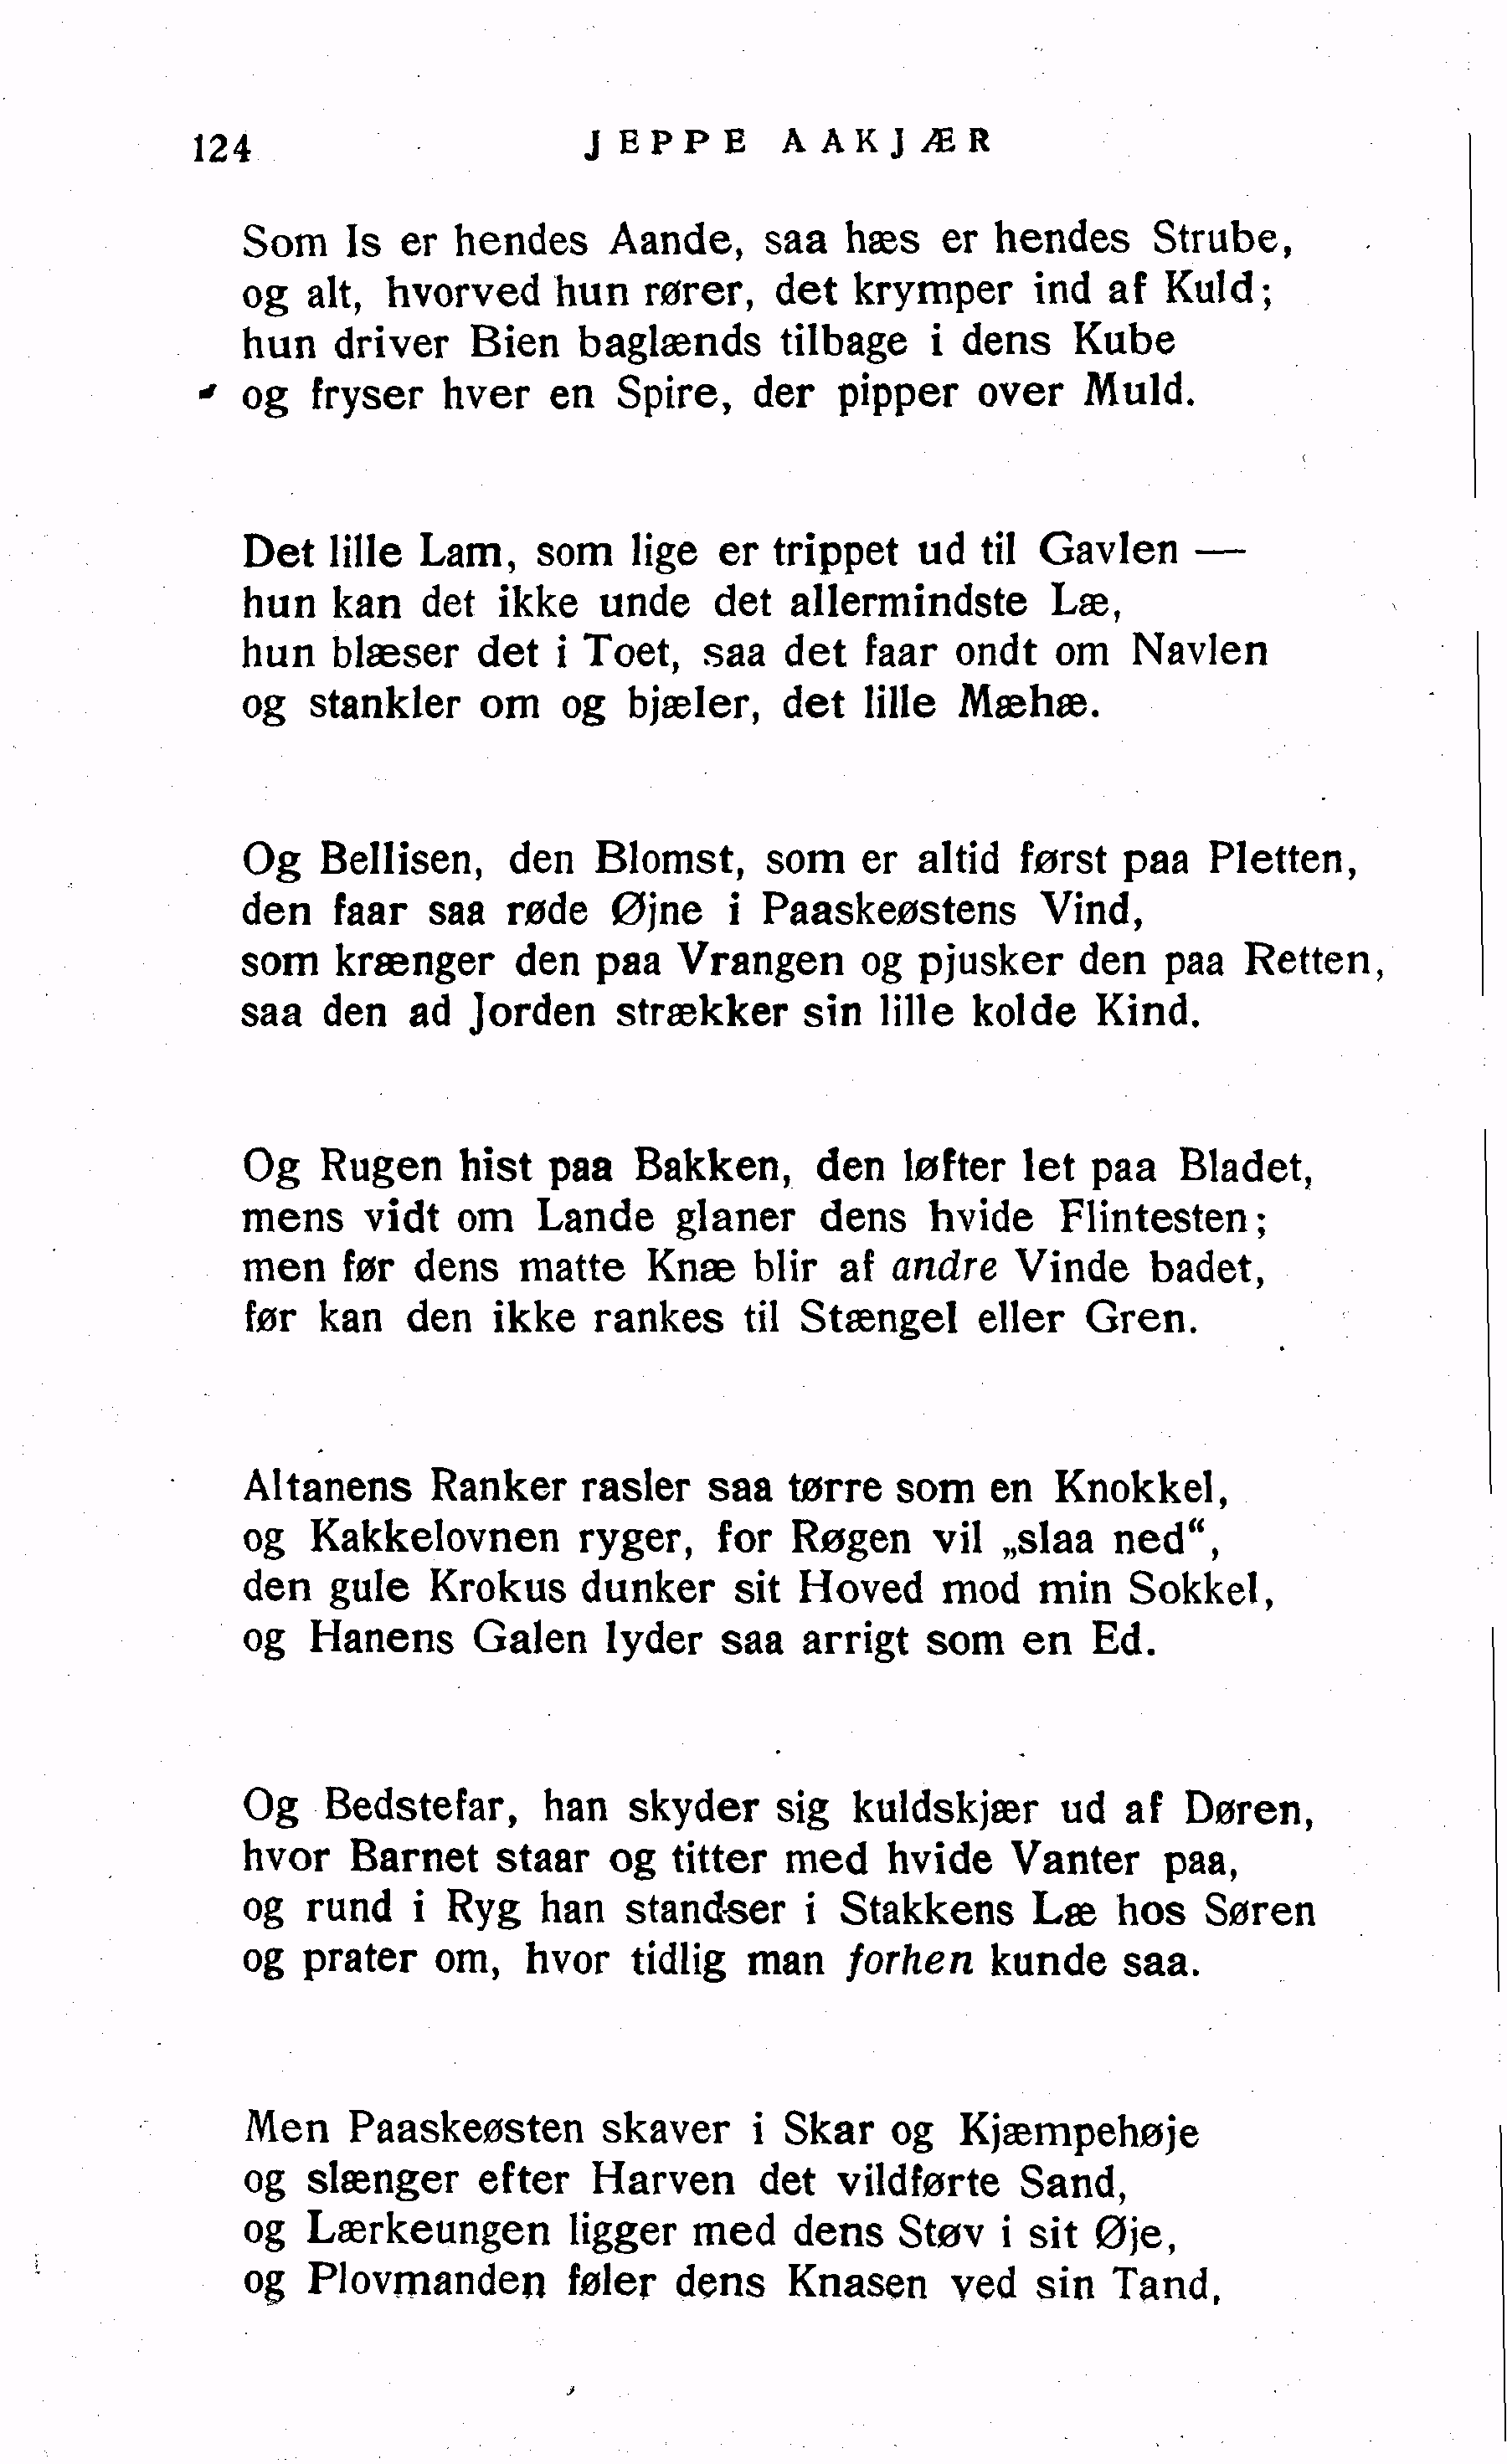 124
JEPPE AAKJÆR
Som Is er hendes Aande, saa hæs er hendes Strube,
og alt, hvorved hun rører, det krymper ind af Kuld;
hun driver Bien baglænds tilbage i dens Kube
og fryser hver en Spire, der pipper over Muld.
Det lille Lam, som lige er trippet ud til Gavlen —
hun kan det ikke unde det allermindste Læ,
hun blæser det i Toet, saa det faar ondt om Navlen
og stankler om og bjæler, det lille Mæhæ.
Og Bellisen, den Blomst, som er altid først paa Pletten,
den faar saa røde Øjne i Paaskeøstens Vind,
som krænger den paa Vrangen og pjusker den paa Retten,
saa den ad Jorden strækker sin lille kolde Kind.
Og Rugen hist paa Bakken, den løfter let paa Bladet,
mens vidt om Lande glaner dens hvide Flintesten;
men før dens matte Knæ blir af andre Vinde badet,
før kan den ikke rankes til Stængel eller Gren.
Altanens Ranker rasler saa tørre som en Knokkel,
og Kakkelovnen ryger, for Røgen vil „slaa ned“,
den gule Krokus dunker sit Hoved mod min Sokkel,
og Hanens Galen lyder saa arrigt som en Ed.
Og Bedstefar, han skyder sig kuldskjær ud af Døren,
hvor Barnet staar og titter med hvide Vanter paa,
og rund i Ryg han standser i Stakkens Læ hos Søren
og prater om, hvor tidlig man forhen kunde saa.
Men Paaskeøsten skaver i Skar og Kjæmpehøje
og slænger efter Harven det vildførte Sand,
og Lærkeungen ligger med dens Støv i sit Øje,
og Plovmanden føler dens Knasen ved sin Tand,